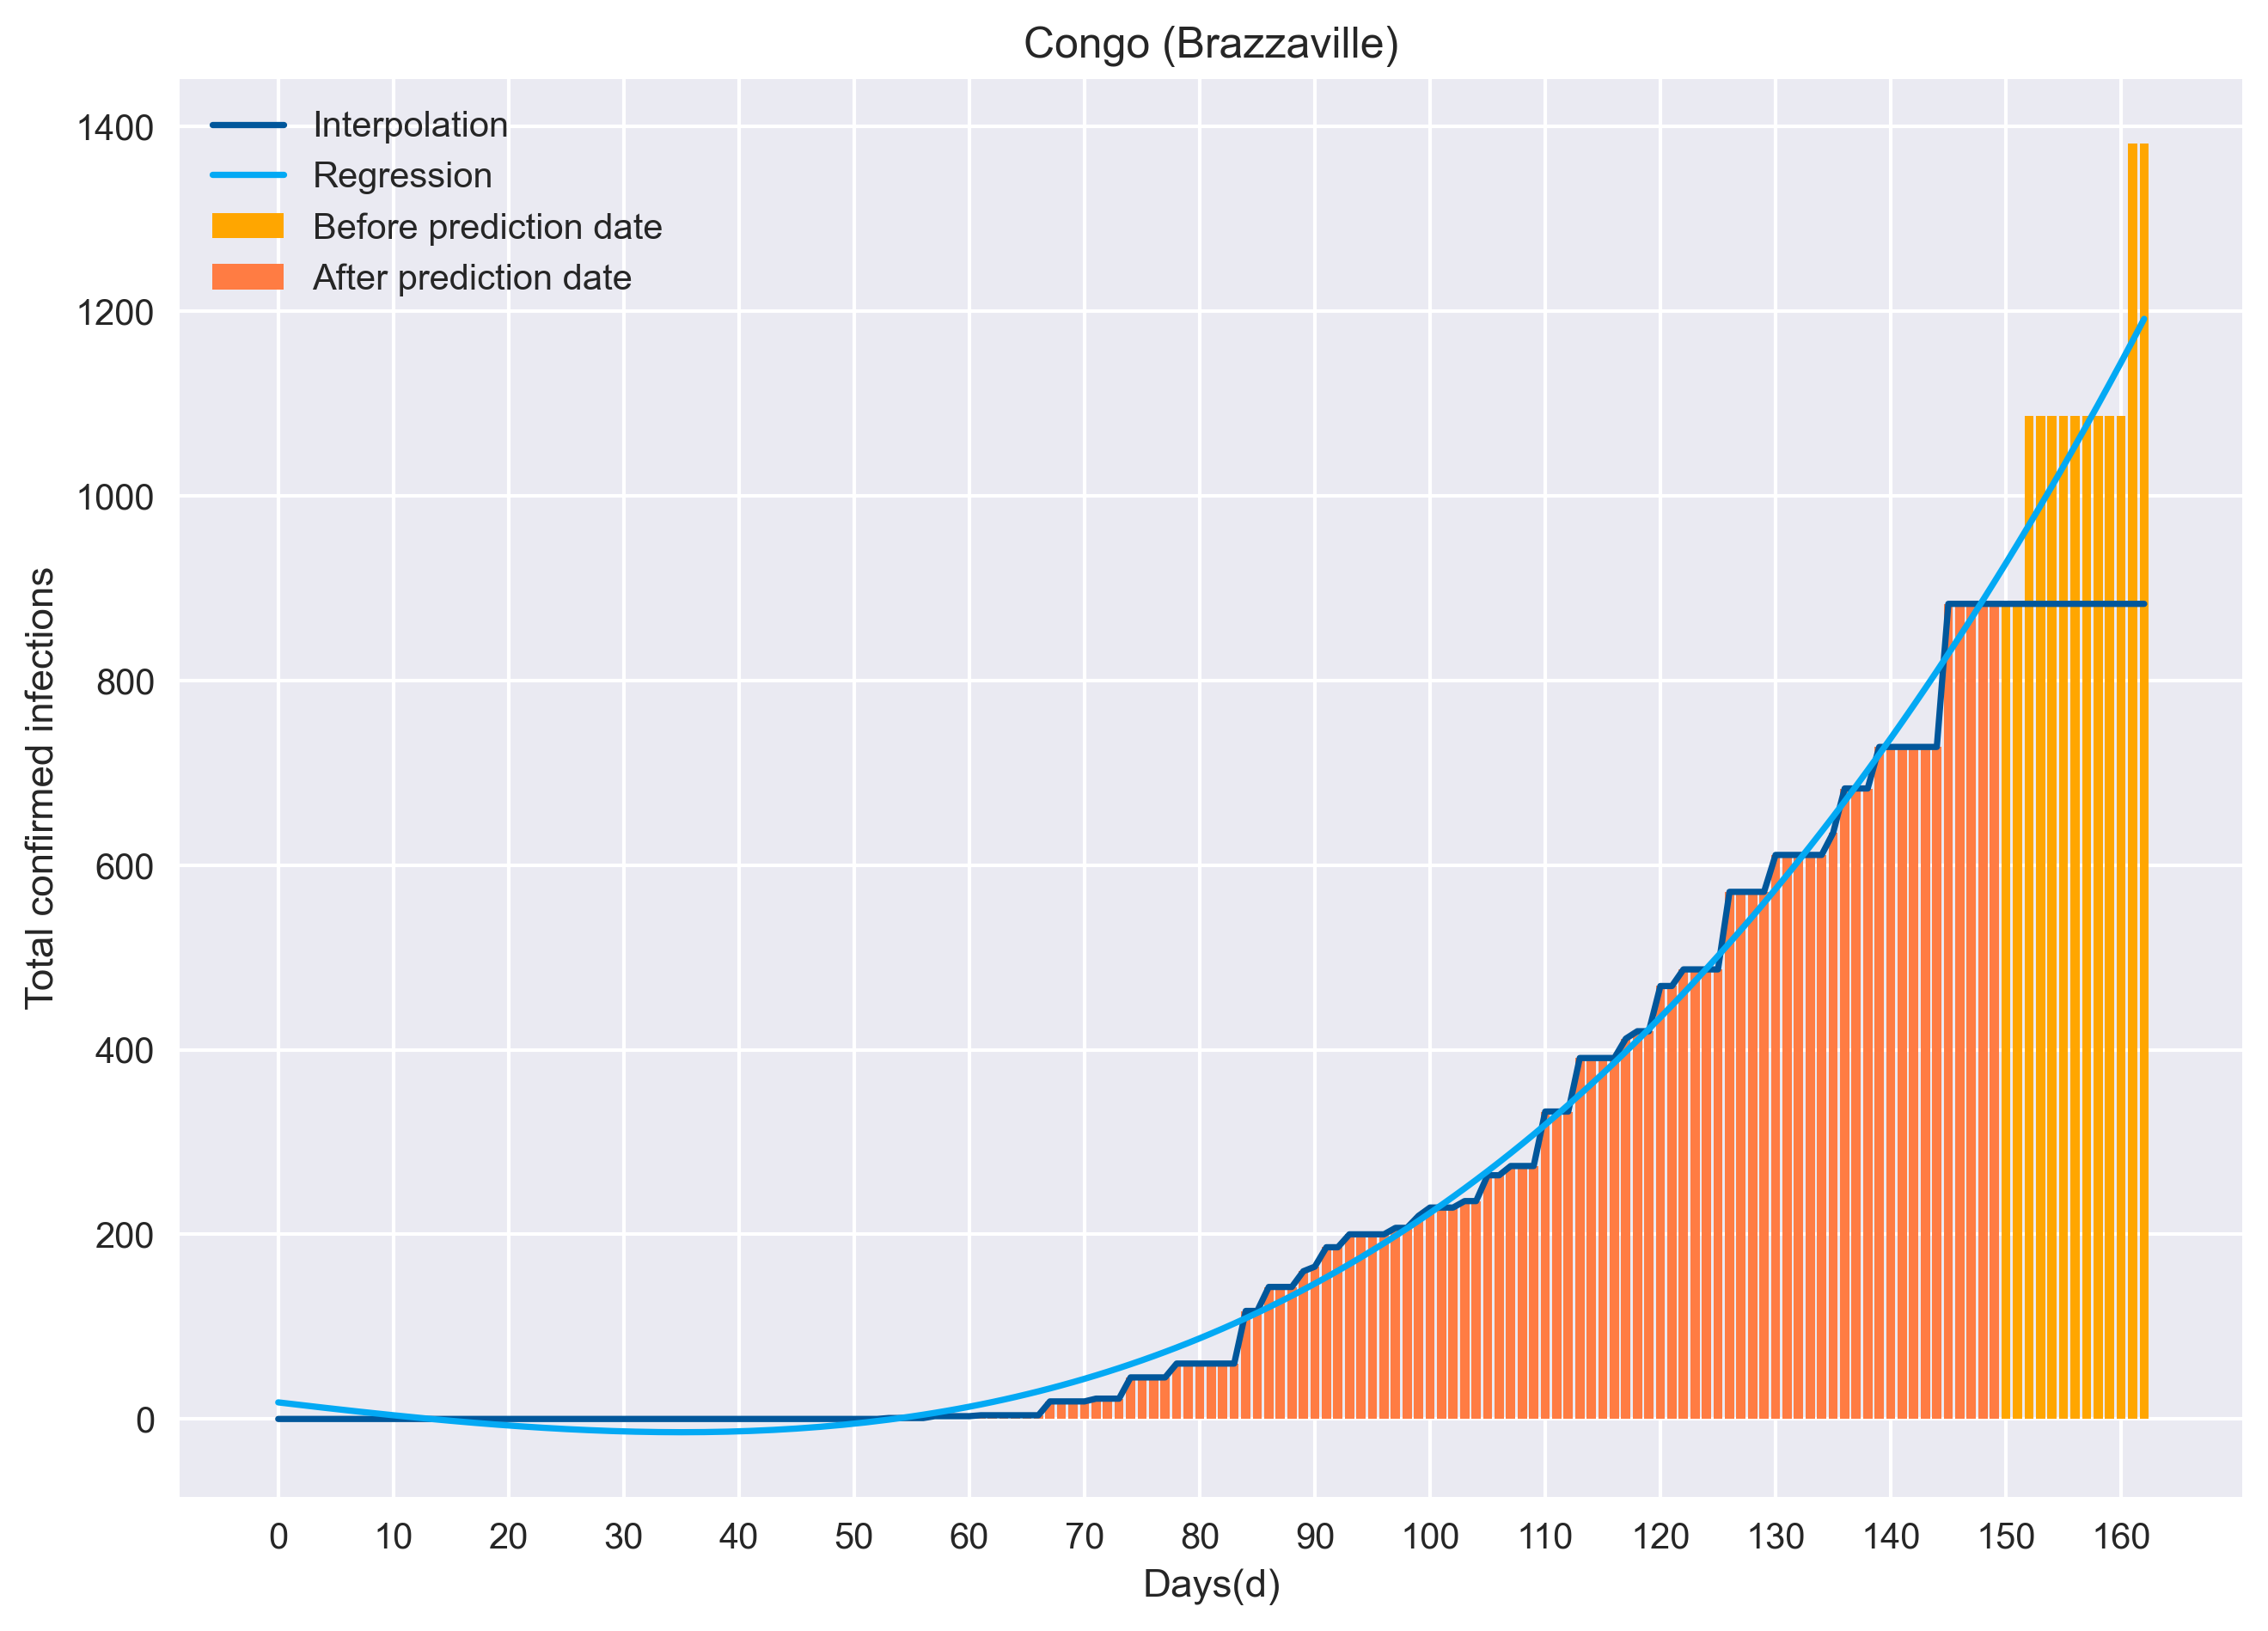 Congo (Brazzaville)
Interpolation
Regression
Before prediction date
After prediction date
1400
1200
1000
800
600
400
200
0
Total confirmed infections
0 10 20 30 40 50 60 70 80 90 100 110 120 130 140 150 160
Days(d)